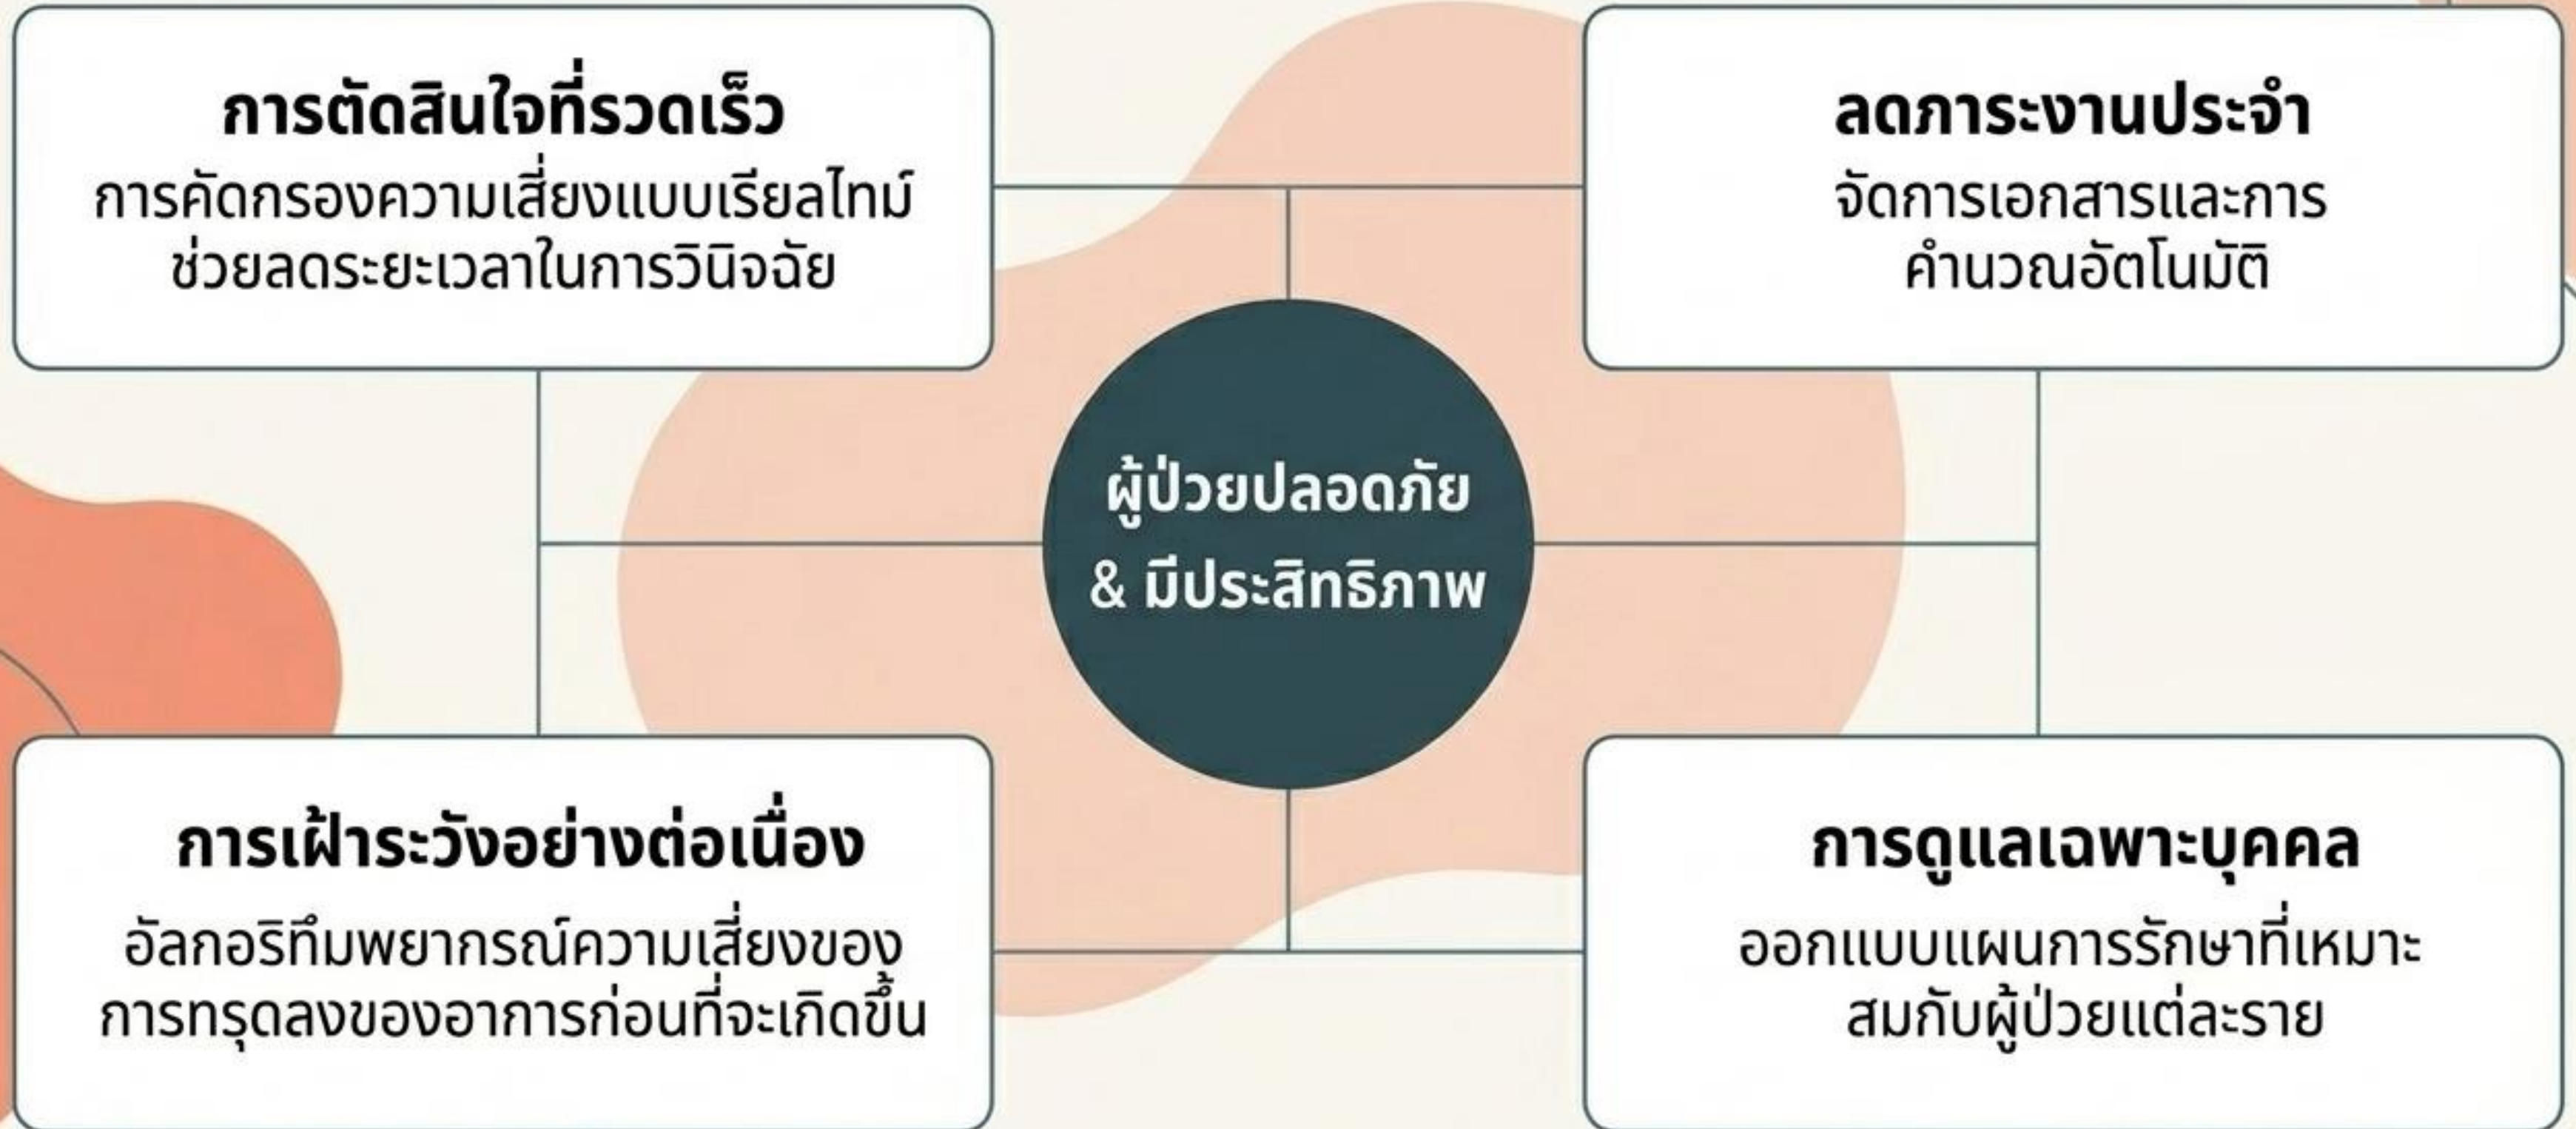 การตัดสินใจที่รวดเร็ว
การคัดกรองความเสี่ยงแบบเรียลไทม์
ช่วยลดระยะเวลาในการวินิจฉัย
ลดภาระงานประจำ
จัดการเอกสารและการ
คำนวณอัตโนมัติ
ผู้ป่วยปลอดภัย
& มีประสิทธิภาพ
การเฝ้าระวังอย่างต่อเนื่อง
อัลกอริทึมพยากรณ์ความเสี่ยงของ
การทรุดลงของอาการก่อนที่จะเกิดขึ้น
การดูแลเฉพาะบุคคล
ออกแบบแผนการรักษาที่เหมาะ
สมกับผู้ป่วยแต่ละราย